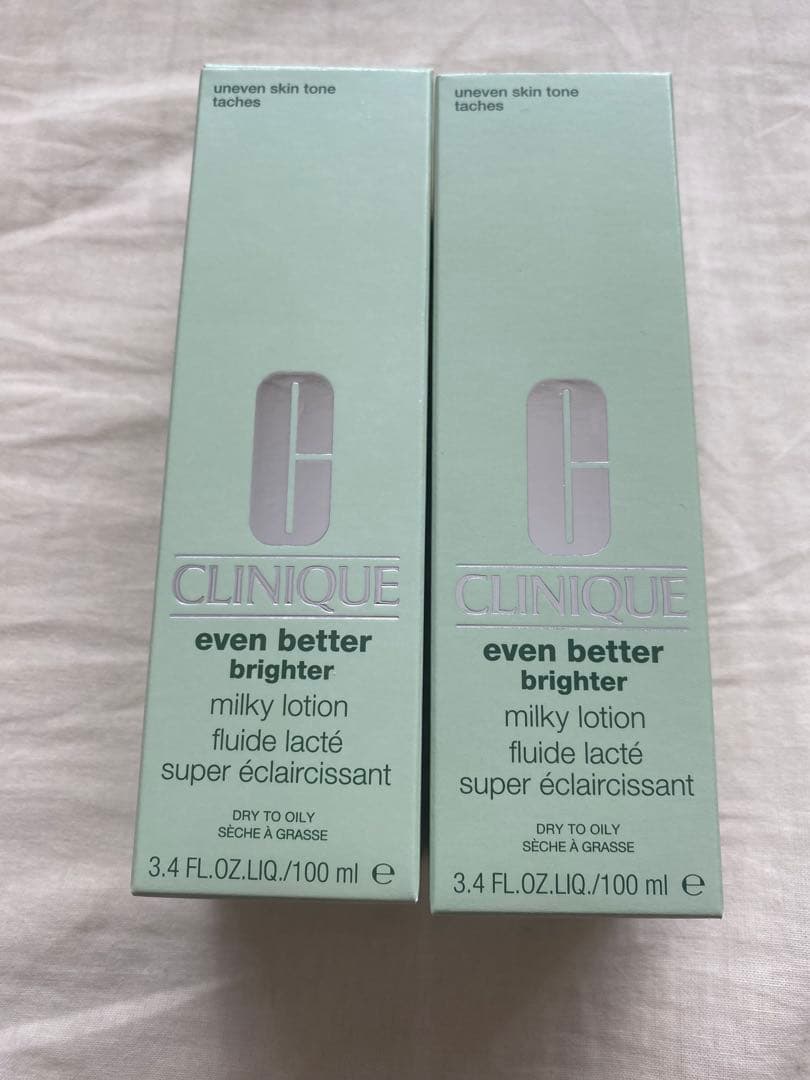 uneven skin tone
taches
C
CLINIQUE
even better
brighter
milky lotion
fluide lacté
super éclaircissant
DRY TO OILY
SÈCHE À GRASSE
3.4 FL.OZ.LIQ./100 ml ℮
uneven skin tone
taches
C
CLINIQUE
even better
brighter
milky lotion
fluide lacté
super éclaircissant
DRY TO OILY
SÈCHE À GRASSE
3.4 FL.OZ.LIQ./100 ml ℮